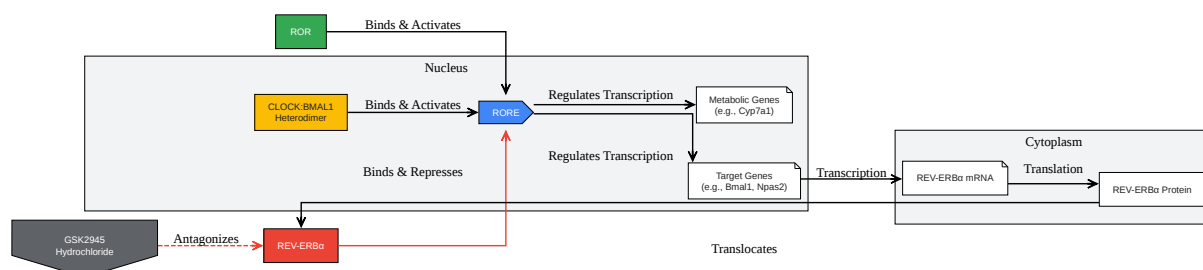 ROR
Binds & Activates
Nucleus
CLOCK:BMAL1
Heterodimer
Binds & Activates
RORE
Regulates Transcription
Metabolic Genes
(e.g., Cyp7a1)
Regulates Transcription
Binds & Represses
Target Genes
(e.g., Bmal1, Npas2)
Transcription
Cytoplasm
REV-ERBα mRNA
Translation
REV-ERBα Protein
GSK2945
Hydrochloride
Antagonizes
REV-ERBα
Translocates